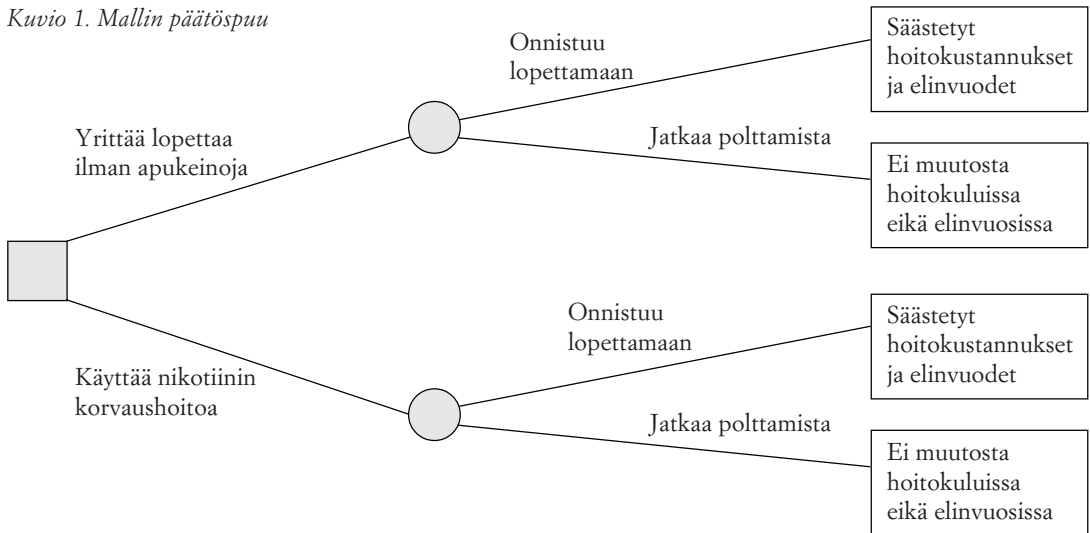 Kuvio 1. Mallin päätöspuu
Yrittää lopettaa
ilman apukeinoja
Onnistuu
lopettamaan
Säästetyt
hoitokustannukset
ja elinvuodet
Jatkaa polttamista
Ei muutosta
hoitokuluissa
eikä elinvuosissa
Käyttää nikotiinin
korvaushoitoa
Onnistuu
lopettamaan
Säästetyt
hoitokustannukset
ja elinvuodet
Jatkaa polttamista
Ei muutosta
hoitokuluissa
eikä elinvuosissa